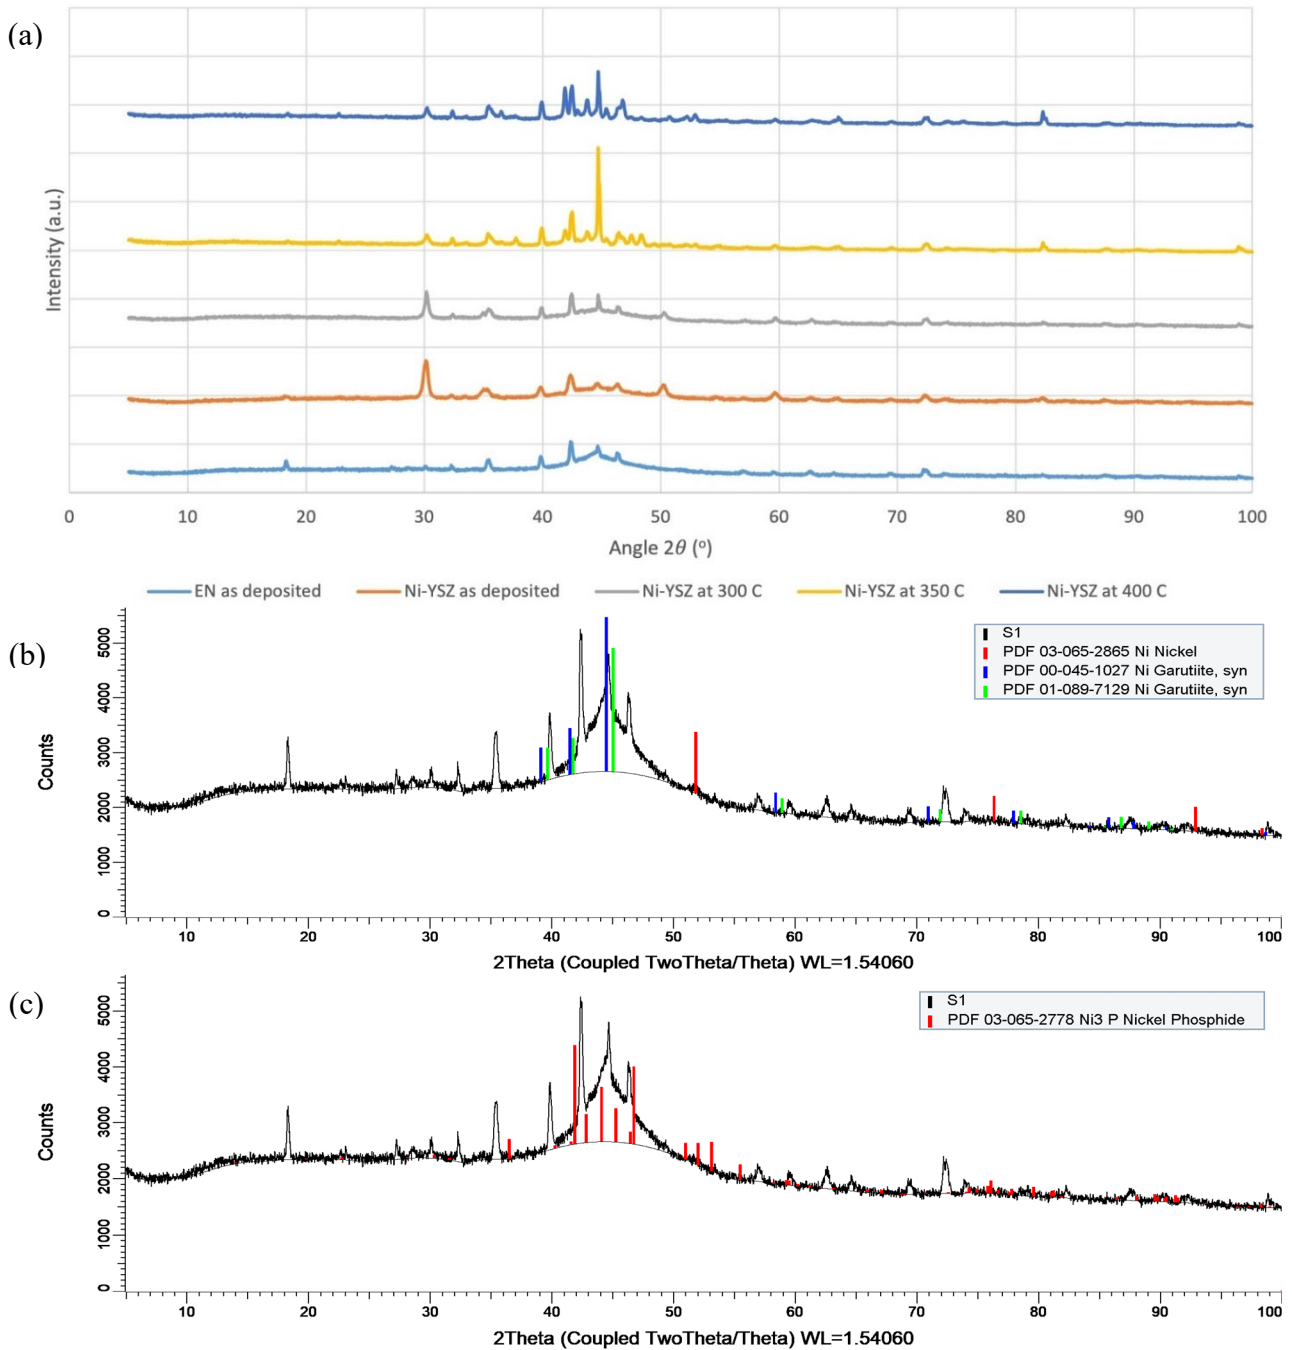 (a)
Intensity (a.u.)
0 10 20 30 40 50 60 70 80 90 100
Angle 2θ (°)
EN as deposited Ni-YSZ as deposited Ni-YSZ at 300 C Ni-YSZ at 350 C Ni-YSZ at 400 C
(b)
Counts
0 1000 2000 3000 4000 5000
S1
PDF 03-065-2865 Ni Nickel
PDF 00-045-1027 Ni Garutiite, syn
PDF 01-089-7129 Ni Garutiite, syn
10 20 30 40 50 60 70 80 90 100
2Theta (Coupled TwoTheta/Theta) WL=1.54060
(c)
Counts
0 1000 2000 3000 4000 5000
S1
PDF 03-065-2778 Ni3 P Nickel Phosphide
10 20 30 40 50 60 70 80 90 100
2Theta (Coupled TwoTheta/Theta) WL=1.54060